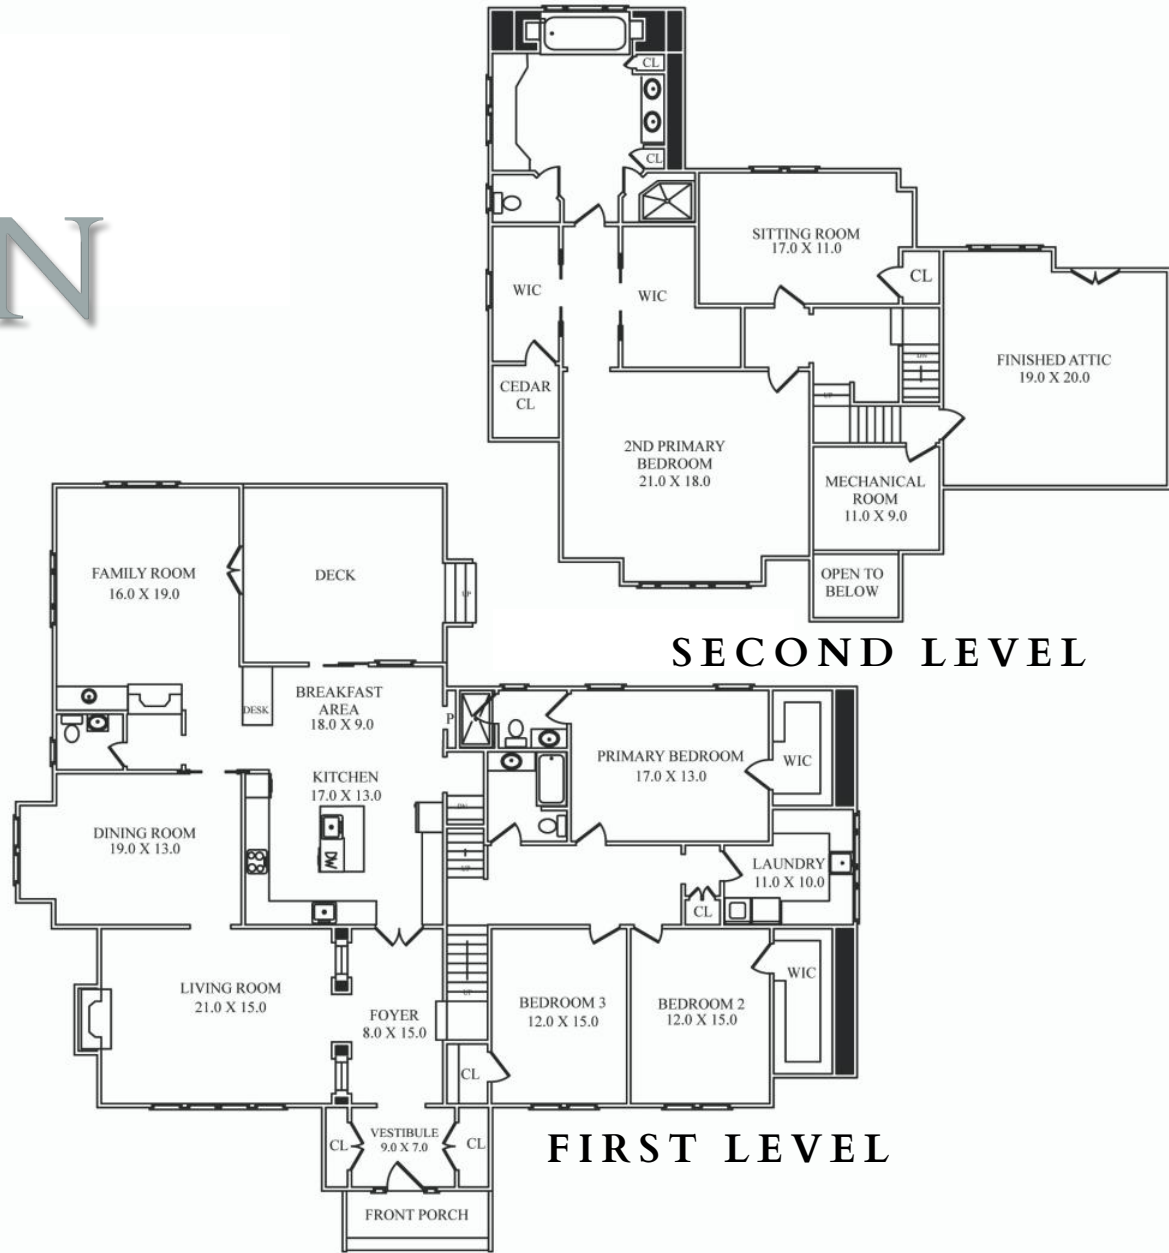 N
CL
CL
SITTING ROOM
17.0 X 11.0
CL
WIC
WIC
FINISHED ATTIC
19.0 X 20.0
DN
CEDAR
CL
UP
2ND PRIMARY
BEDROOM
21.0 X 18.0
MECHANICAL
ROOM
11.0 X 9.0
OPEN TO
BELOW
SECOND LEVEL
FAMILY ROOM
16.0 X 19.0
DECK
UP
BREAKFAST
AREA
18.0 X 9.0
DESK
P
PRIMARY BEDROOM
17.0 X 13.0
WIC
KITCHEN
17.0 X 13.0
DN
DINING ROOM
19.0 X 13.0
DW
UP
LAUNDRY
11.0 X 10.0
CL
LIVING ROOM
21.0 X 15.0
UP
FOYER
8.0 X 15.0
BEDROOM 3
12.0 X 15.0
BEDROOM 2
12.0 X 15.0
WIC
CL
CL
VESTIBULE
9.0 X 7.0
CL
FIRST LEVEL
FRONT PORCH